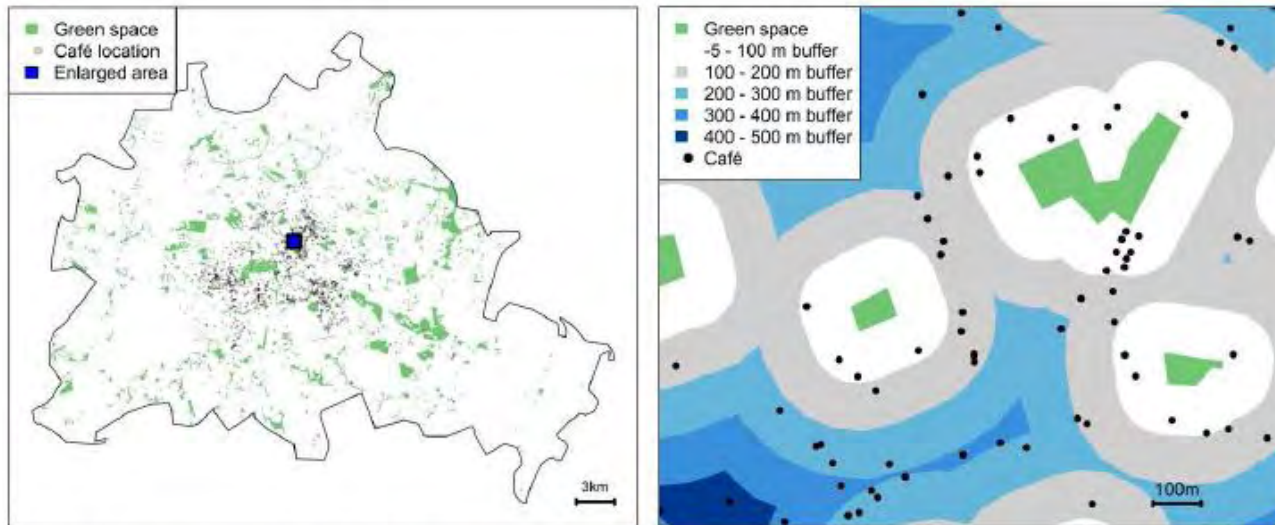 Green space
Café location
Enlarged area
3km
Green space
-5 - 100 m buffer
100 - 200 m buffer
200 - 300 m buffer
300 - 400 m buffer
400 - 500 m buffer
Café
100m